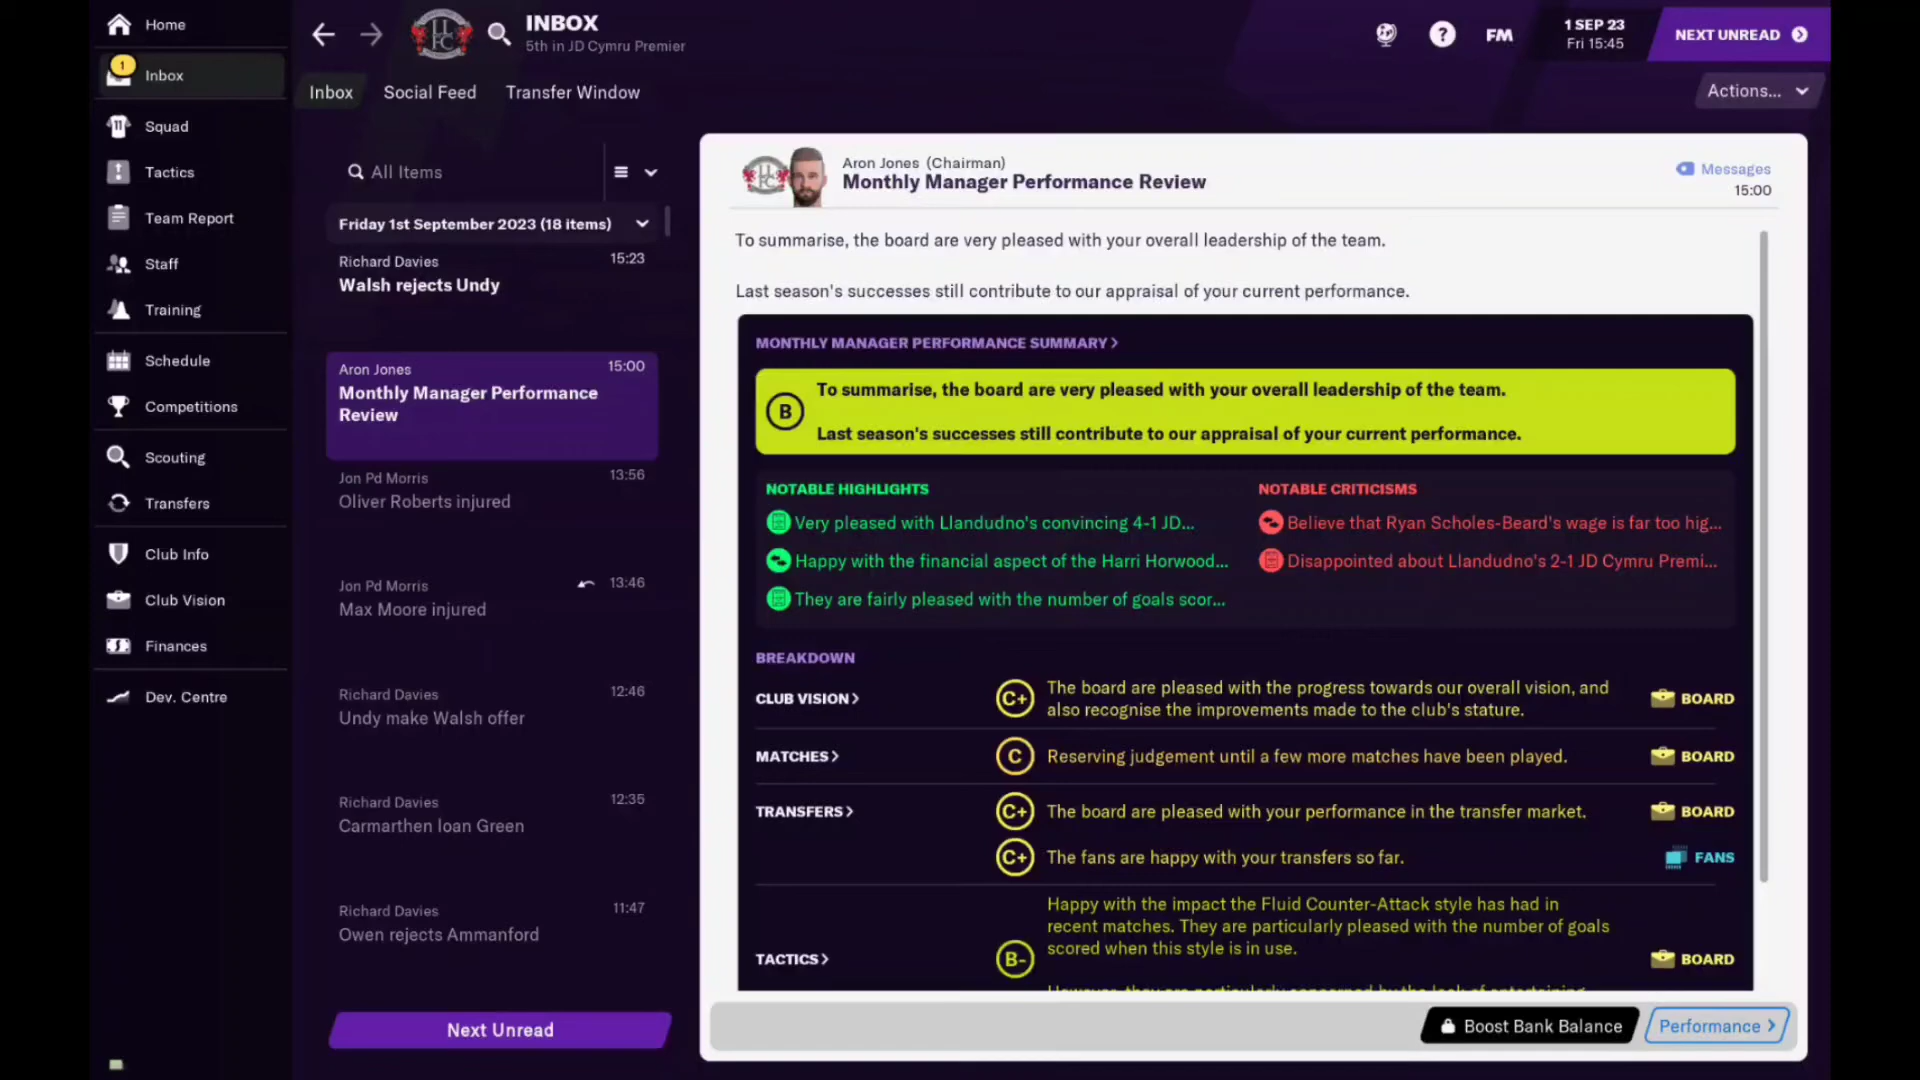 Home
1
Inbox
Squad
Tactics
Team Report
Staff
Training
Schedule
Competitions
Scouting
Transfers
Club Info
Club Vision
Finances
Dev. Centre
INBOX
5th in JD Cymru Premier
FM
1 SEP 23
Fri 15:45
NEXT UNREAD
Inbox Social Feed Transfer Window
Actions...
All Items
Friday 1st September 2023 (18 items)
Richard Davies 15:23
Walsh rejects Undy
Aron Jones 15:00
Monthly Manager Performance
Review
Jon Pd Morris 13:56
Oliver Roberts injured
Jon Pd Morris 13:46
Max Moore injured
Richard Davies 12:46
Undy make Walsh offer
Richard Davies 12:35
Carmarthen loan Green
Richard Davies 11:47
Owen rejects Ammanford
Next Unread
Aron Jones (Chairman)
Monthly Manager Performance Review
Messages
15:00
To summarise, the board are very pleased with your overall leadership of the team.
Last season's successes still contribute to our appraisal of your current performance.
MONTHLY MANAGER PERFORMANCE SUMMARY >
B
To summarise, the board are very pleased with your overall leadership of the team.
Last season's successes still contribute to our appraisal of your current performance.
NOTABLE HIGHLIGHTS
Very pleased with Llandudno's convincing 4-1 JD...
Happy with the financial aspect of the Harri Horwood...
They are fairly pleased with the number of goals scor...
NOTABLE CRITICISMS
Believe that Ryan Scholes-Beard's wage is far too hig...
Disappointed about Llandudno's 2-1 JD Cymru Premi...
BREAKDOWN
CLUB VISION > C+ The board are pleased with the progress towards our overall vision, and
also recognise the improvements made to the club's stature. BOARD
MATCHES > C Reserving judgement until a few more matches have been played. BOARD
TRANSFERS > C+ The board are pleased with your performance in the transfer market. BOARD
C+ The fans are happy with your transfers so far. FANS
Happy with the impact the Fluid Counter-Attack style has had in
recent matches. They are particularly pleased with the number of goals
scored when this style is in use.
TACTICS > B- BOARD
However, they are particularly concerned by the lack of entertaining
Boost Bank Balance
Performance >